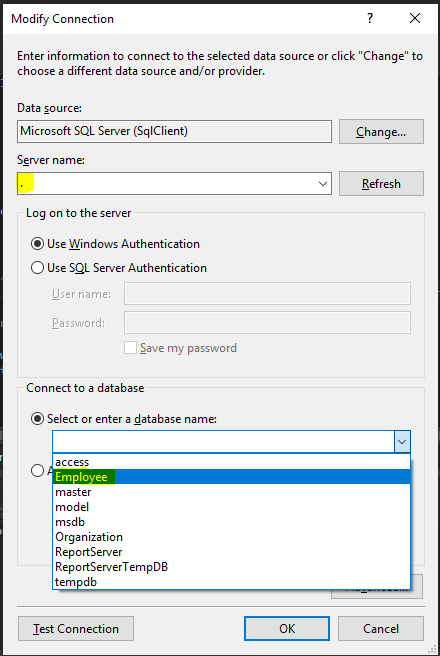 Modify Connection
?
Enter information to connect to the selected data source or click "Change" to
choose a different data source and/or provider.
Data source:
Microsoft SQL Server (SqlClient)
Change...
Server name:
.
Refresh
Log on to the server
Use Windows Authentication
Use SQL Server Authentication
User name:
Password:
Save my password
Connect to a database
Select or enter a database name:
access
Employee
master
model
msdb
Organization
ReportServer
ReportServerTempDB
tempdb
Test Connection
OK
Cancel